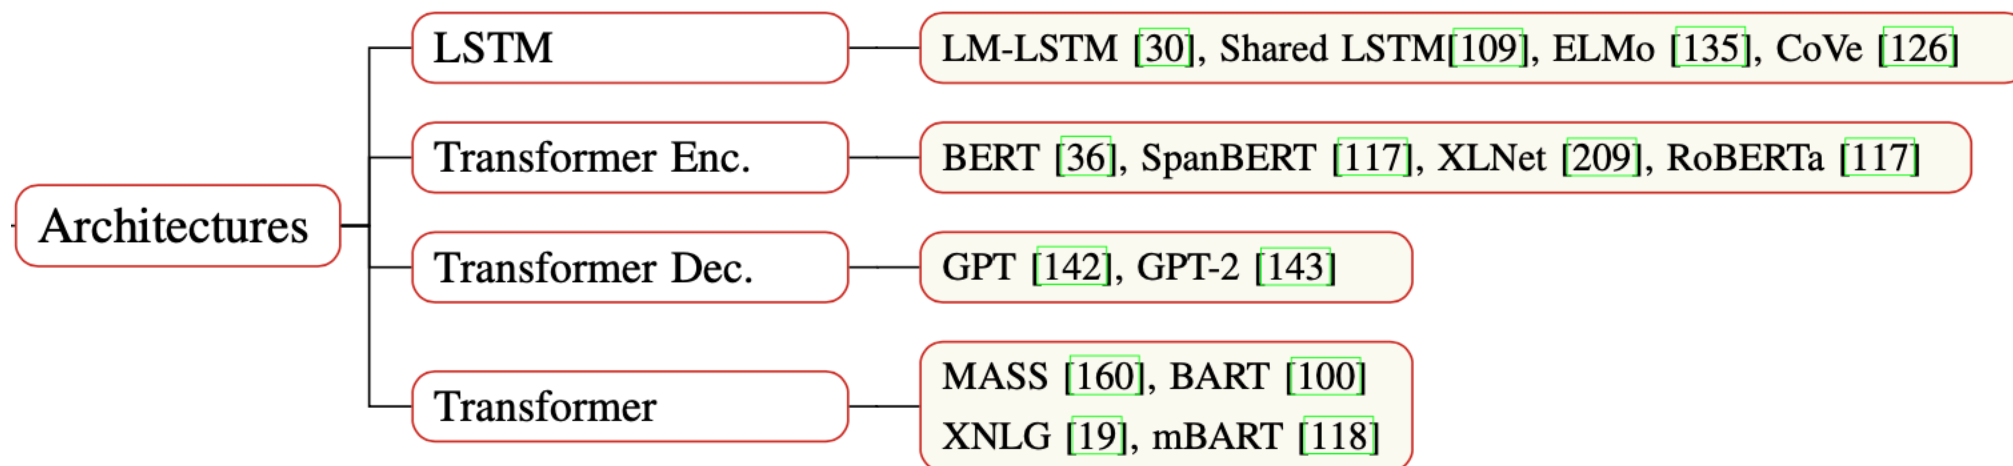 LSTM
LM-LSTM [30], Shared LSTM[109], ELMo [135], CoVe [126]
Transformer Enc.
BERT [36], SpanBERT [117], XLNet [209], RoBERTa [117]
Architectures
Transformer Dec.
GPT [142], GPT-2 [143]
Transformer
MASS [160], BART [100]
XNLG [19], mBART [118]